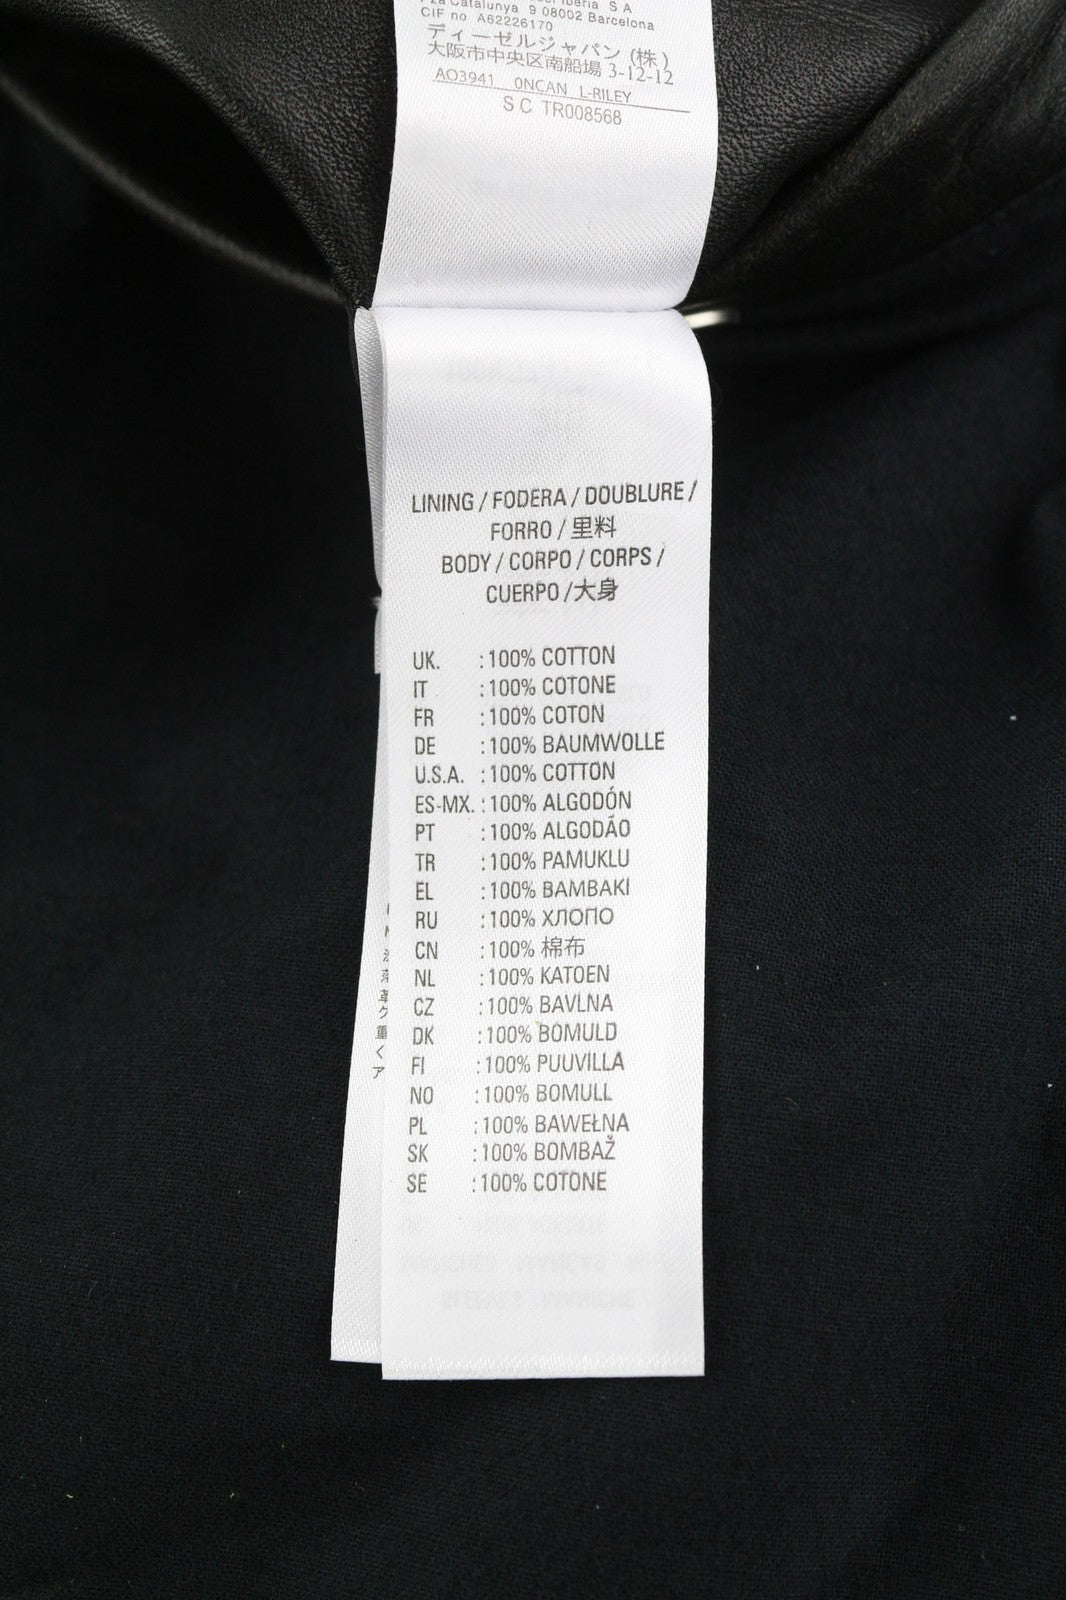 Iberia S A
Catalunya 9 08002 Barcelona
CIF no A62226170
ディーゼルジャパン (株)
大阪市中央区南船場 3-12-12
AO3941 0NCAN L-RILEY
S C TR008568
LINING / FODERA / DOUBLURE /
FORRO / 里料
BODY / CORPO / CORPS /
CUERPO / 大身
UK. : 100% COTTON
IT : 100% COTONE
FR : 100% COTON
DE : 100% BAUMWOLLE
U.S.A. : 100% COTTON
ES-MX. : 100% ALGODÓN
PT : 100% ALGODÃO
TR : 100% PAMUKLU
EL : 100% BAMBAKI
RU : 100% ХЛОПО
CN : 100% 棉布
NL : 100% KATOEN
CZ : 100% BAVLNA
DK : 100% BOMULD
FI : 100% PUUVILLA
NO : 100% BOMULL
PL : 100% BAWEŁNA
SK : 100% BOMBAŽ
SE : 100% COTONE